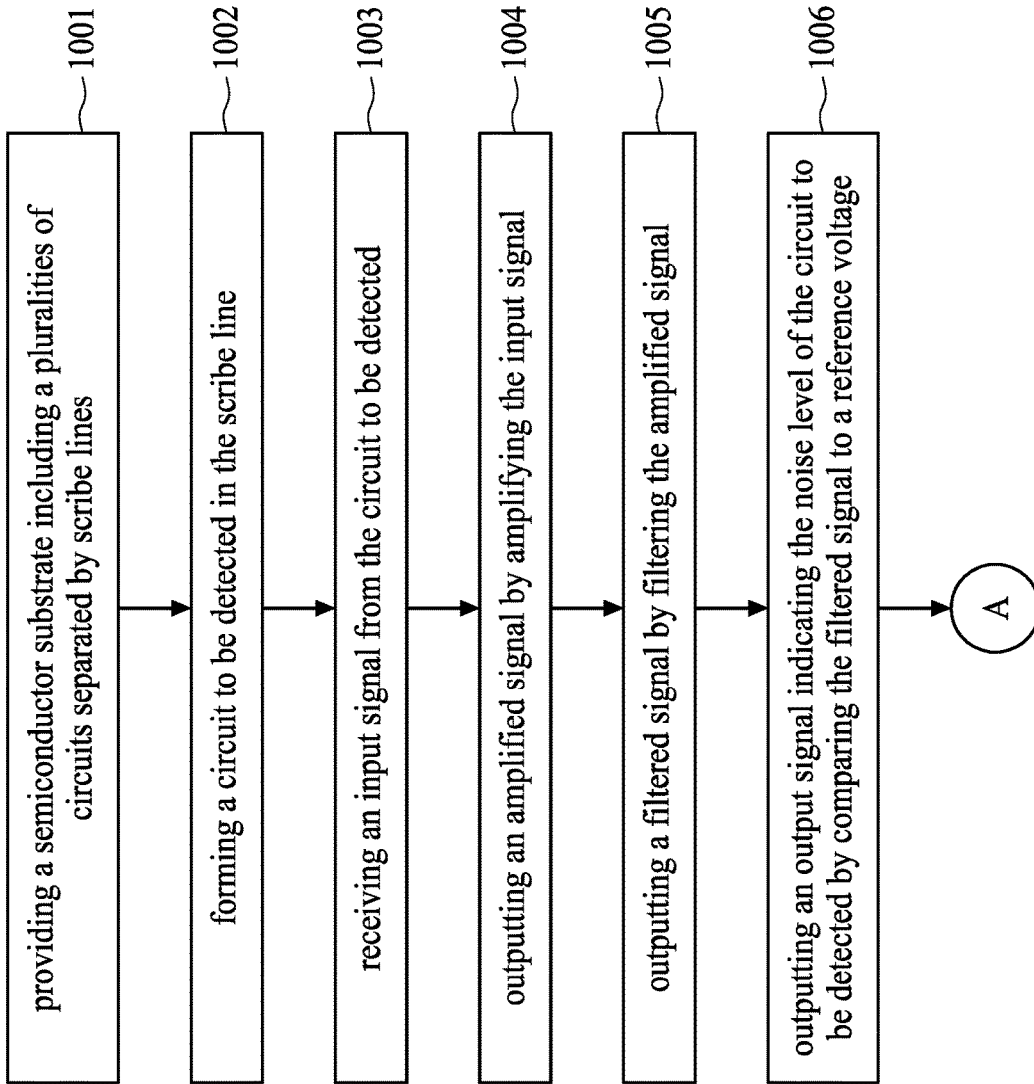 providing a semiconductor substrate including a pluralities of
circuits separated by scribe lines
1001
forming a circuit to be detected in the scribe line
1002
receiving an input signal from the circuit to be detected
1003
outputting an amplified signal by amplifying the input signal
1004
outputting a filtered signal by filtering the amplified signal
1005
outputting an output signal indicating the noise level of the circuit to
be detected by comparing the filtered signal to a reference voltage
1006
A